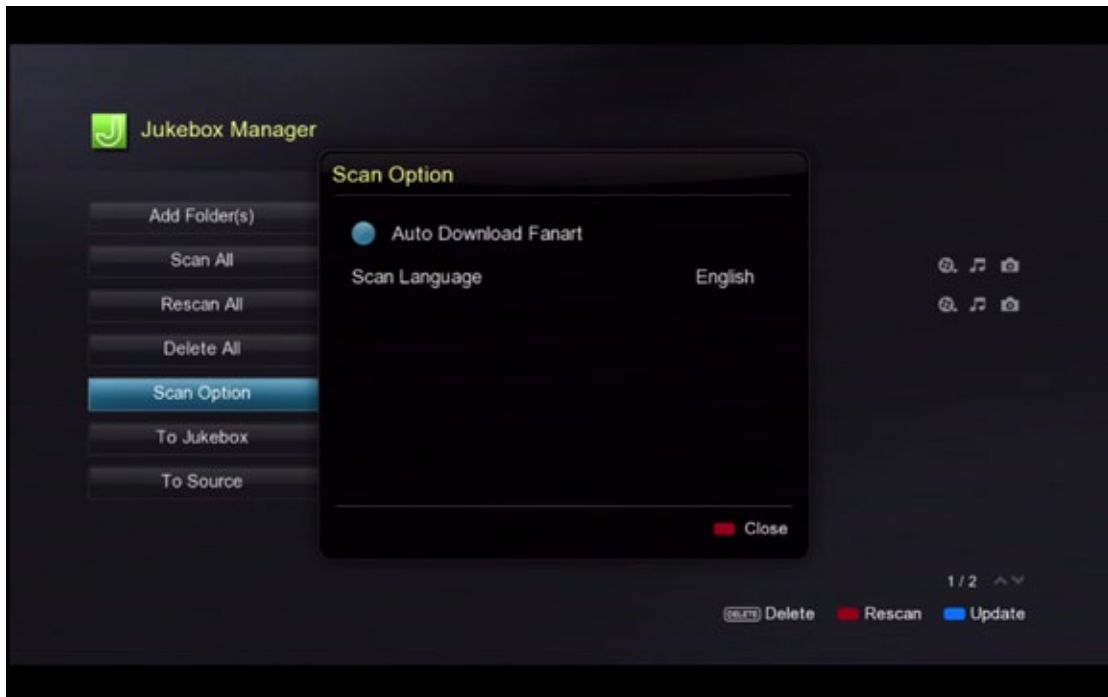 Jukebox Manager
Scan Option
Add Folder(s)
Auto Download Fanart
Scan All
Scan Language English
Rescan All
Delete All
Scan Option
To Jukebox
To Source
Close
1 / 2
DELETE Delete Rescan Update